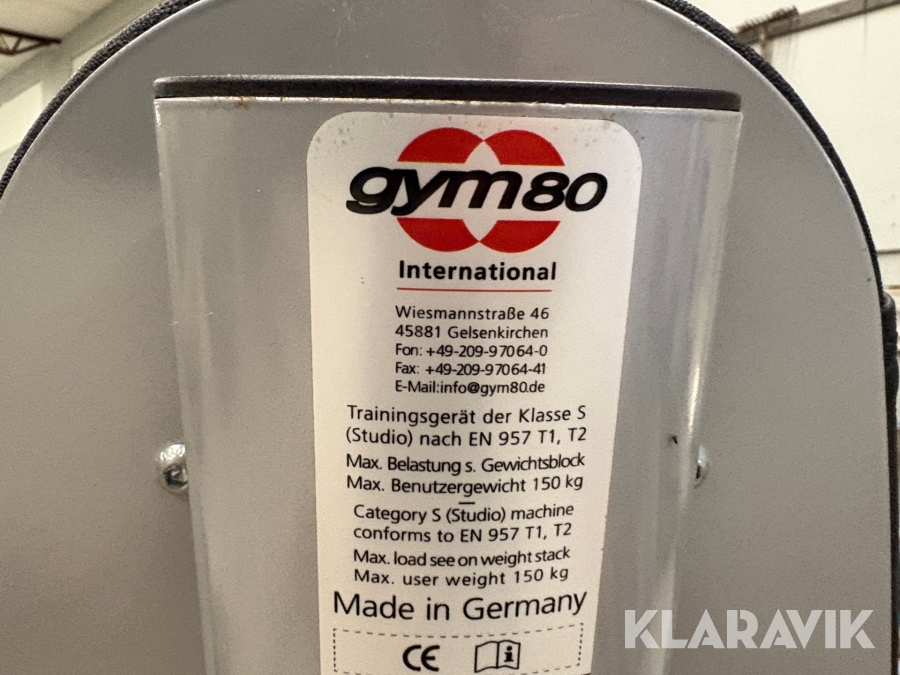 gym80
International
Wiesmannstraße 46
45881 Gelsenkirchen
Fon: +49-209-97064-0
Fax: +49-209-97064-41
E-Mail:info@gym80.de
Trainingsgerät der Klasse S
(Studio) nach EN 957 T1, T2
Max. Belastung s. Gewichtsblock
Max. Benutzergewicht 150 kg
–
Category S (Studio) machine
conforms to EN 957 T1, T2
Max. load see on weight stack
Max. user weight 150 kg
Made in Germany
CE i
KLARAVIK